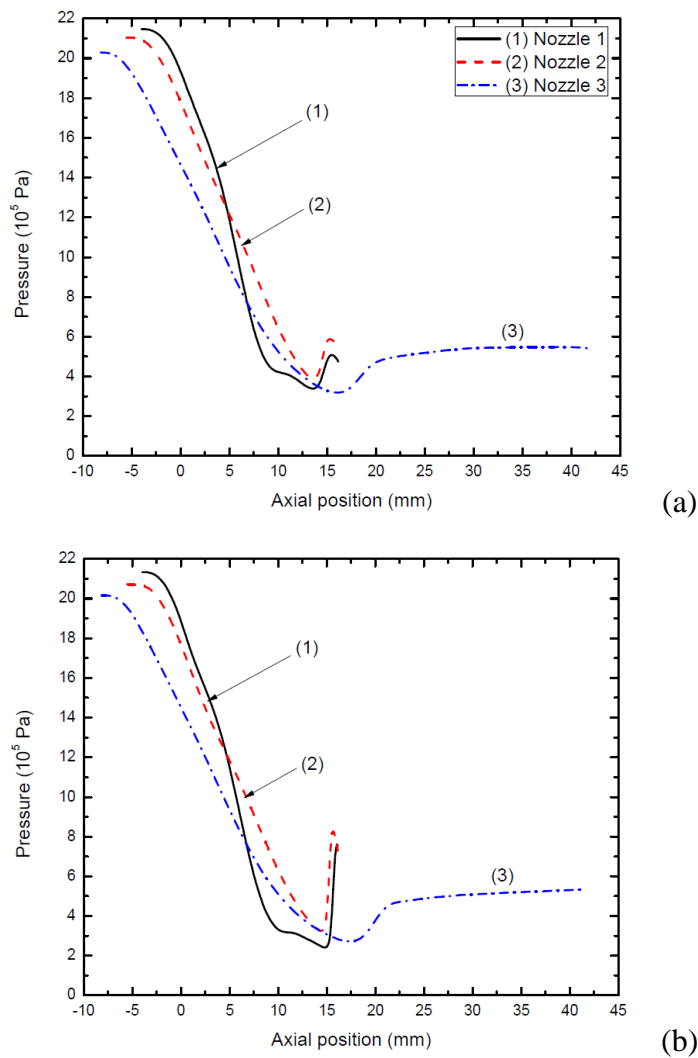 22
20
18
16
14
12
10
8
6
4
2
0
Pressure (10⁵ Pa)
(1) Nozzle 1
(2) Nozzle 2
(3) Nozzle 3
(1)
(2)
(3)
-10 -5 0 5 10 15 20 25 30 35 40 45
Axial position (mm)
(a)
22
20
18
16
14
12
10
8
6
4
2
0
Pressure (10⁵ Pa)
(1)
(2)
(3)
-10 -5 0 5 10 15 20 25 30 35 40 45
Axial position (mm)
(b)